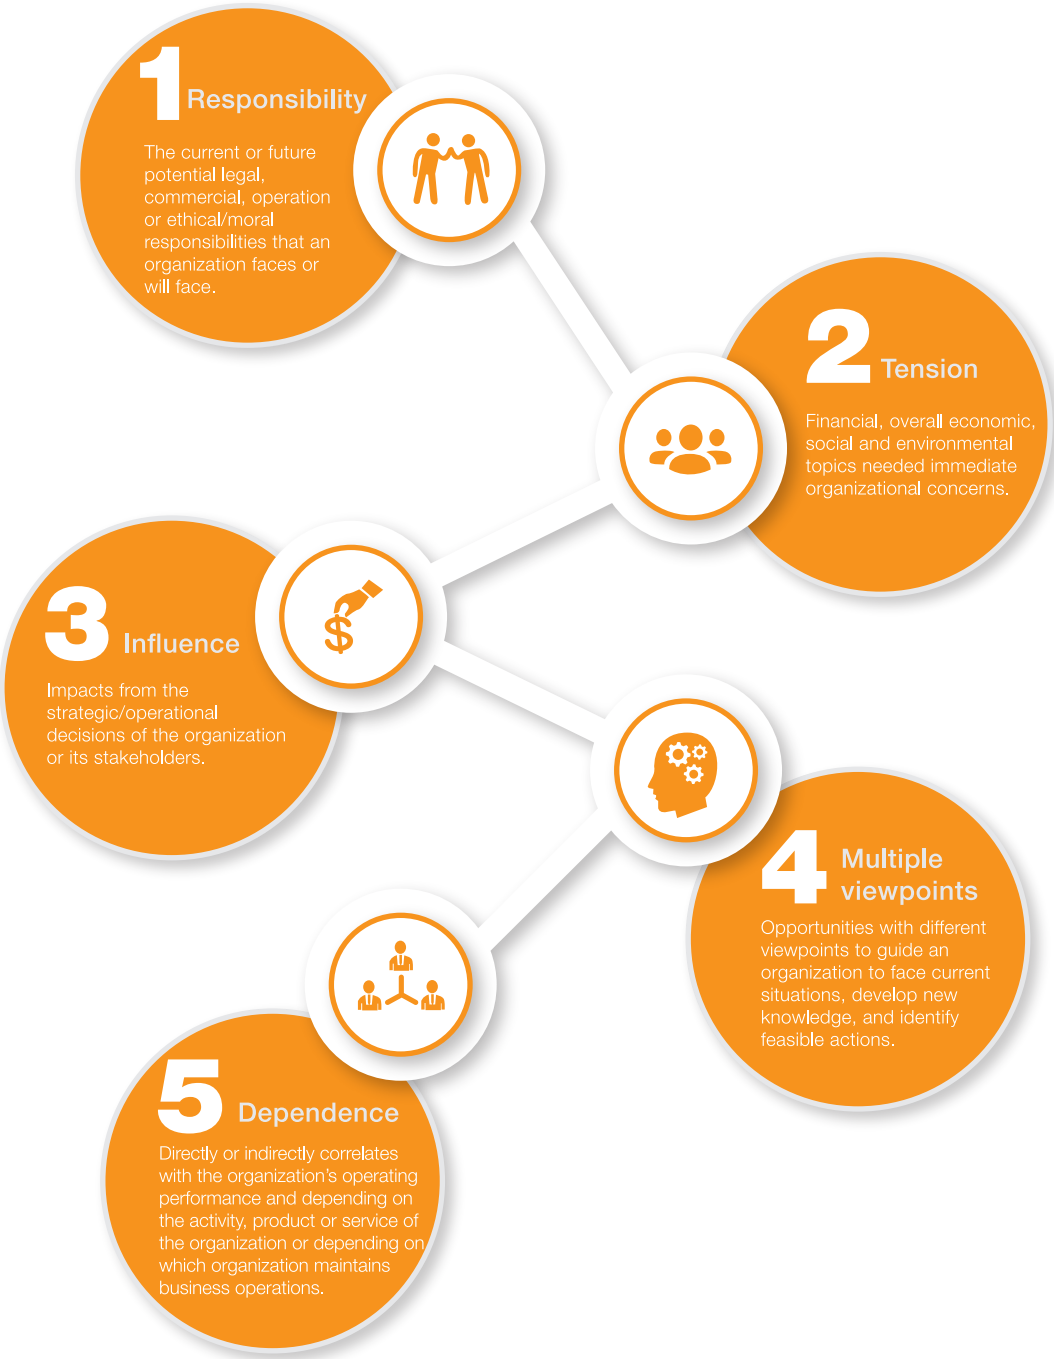 1 Responsibility
The current or future
potential legal,
commercial, operation
or ethical/moral
responsibilities that an
organization faces or
will face.
2 Tension
Financial, overall economic,
social and environmental
topics needed immediate
organizational concerns.
3 Influence
Impacts from the
strategic/operational
decisions of the organization
or its stakeholders.
$
4 Multiple
viewpoints
Opportunities with different
viewpoints to guide an
organization to face current
situations, develop new
knowledge, and identify
feasible actions.
5 Dependence
Directly or indirectly correlates
with the organization's operating
performance and depending on
the activity, product or service of
the organization or depending on
which organization maintains
business operations.